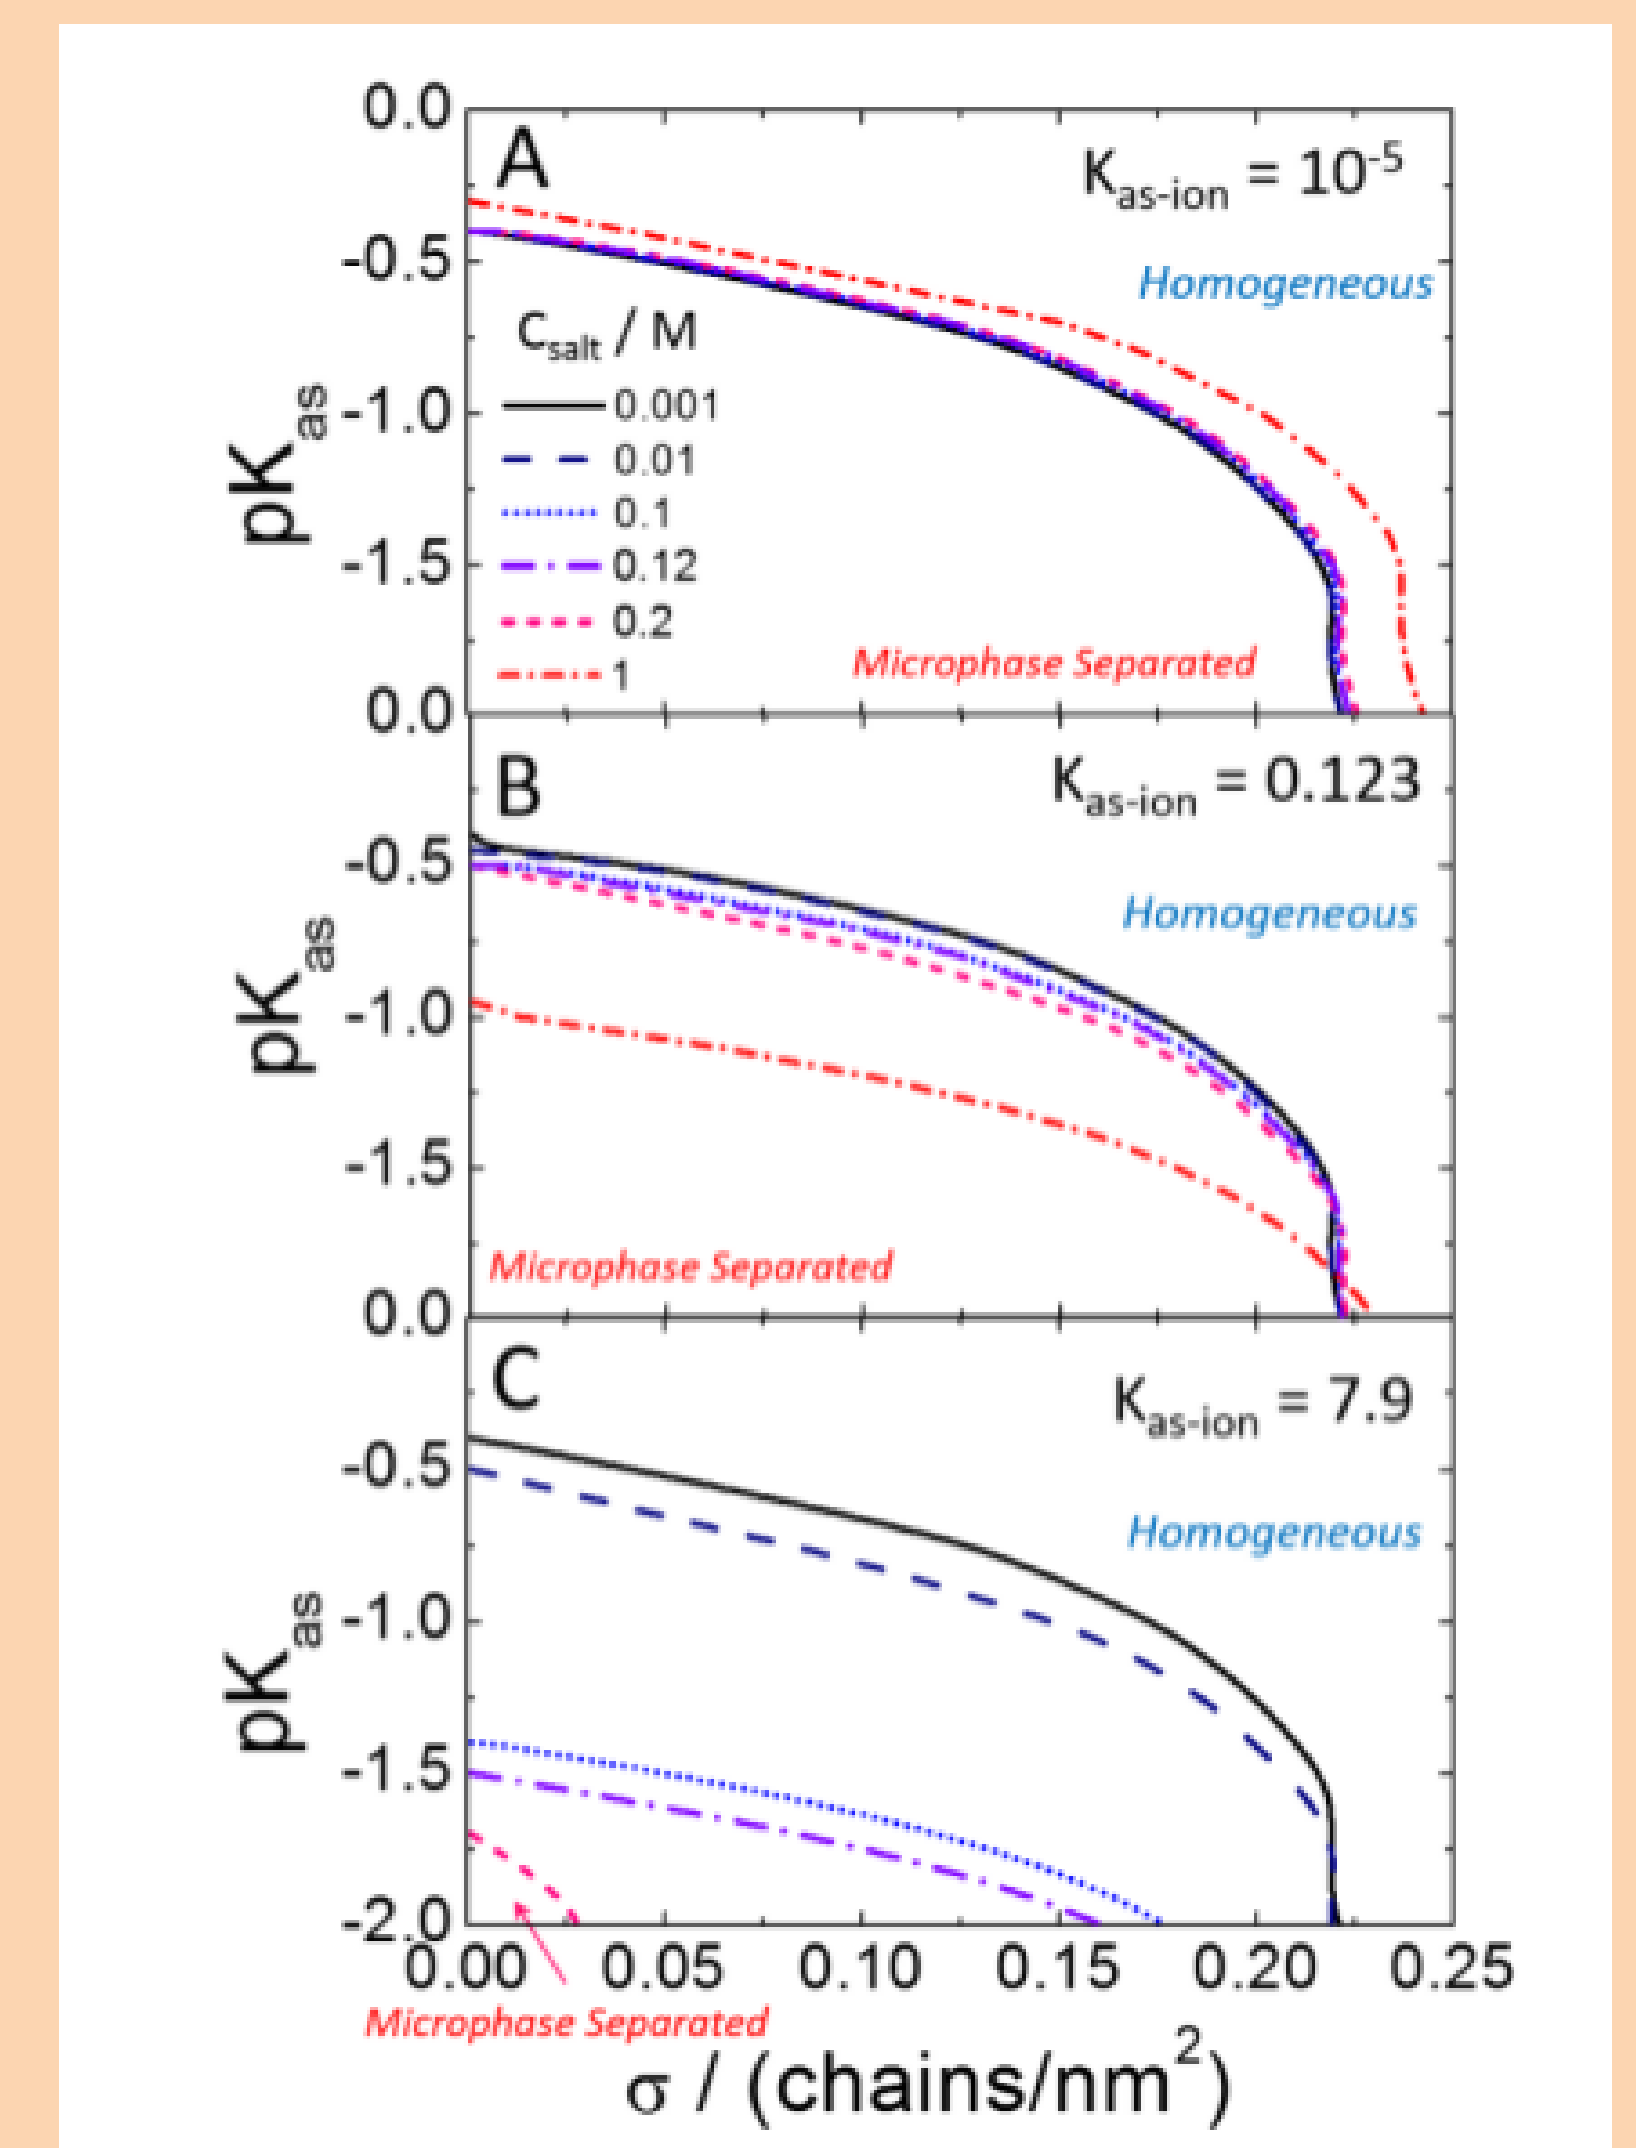 0.0
A
K_as-ion = 10^-5
-0.5
Homogeneous
C_salt / M
pK_as
-1.0
0.001
0.01
0.1
-1.5
0.12
0.2
Microphase Separated
1
0.0
B
K_as-ion = 0.123
-0.5
Homogeneous
pK_as
-1.0
-1.5
Microphase Separated
0.0
C
K_as-ion = 7.9
-0.5
Homogeneous
pK_as
-1.0
-1.5
-2.0
0.00 0.05 0.10 0.15 0.20 0.25
Microphase Separated
σ / (chains/nm^2)